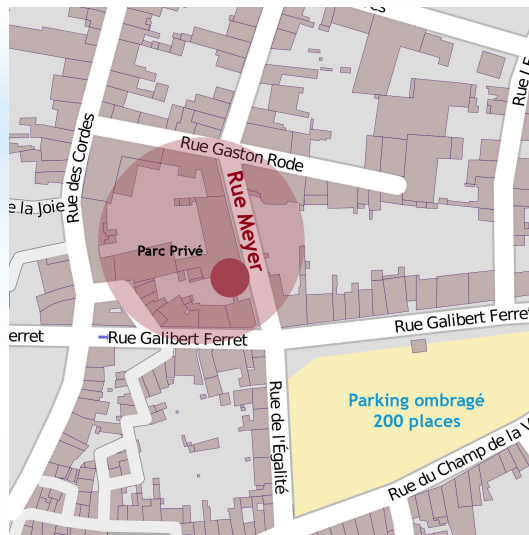 Rue Gaston Rode
Rue des Cordes
Rue Meyer
e la Joie
Parc Privé
Rue Galibert Ferret
erret
Rue Galibert Ferret
Parking ombragé
200 places
Rue de l'Égalité
Rue du Champ de la V